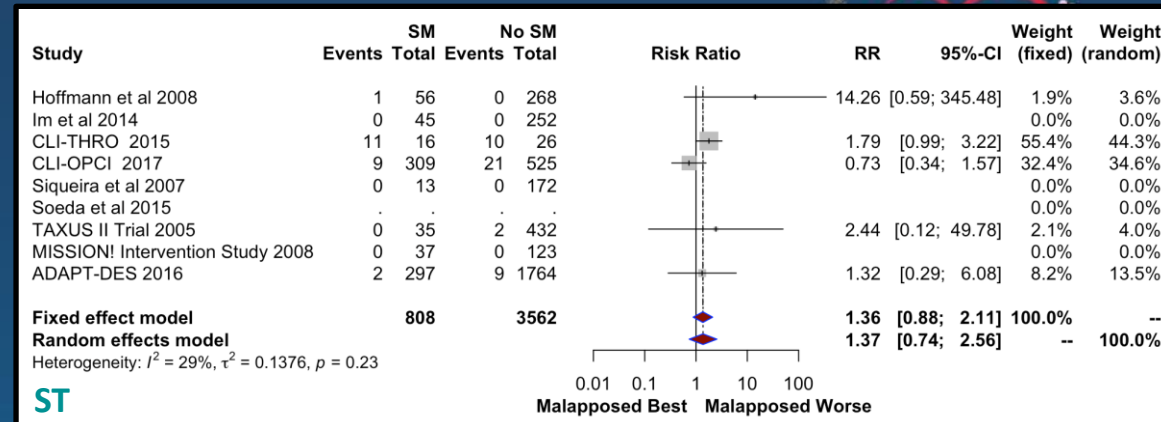 SM No SM Weight Weight
Study Events Total Events Total Risk Ratio RR 95%-CI (fixed) (random)
Hoffmann et al 2008 1 56 0 268 14.26 [0.59; 345.48] 1.9% 3.6%
Im et al 2014 0 45 0 252 0.0% 0.0%
CLI-THRO 2015 11 16 10 26 1.79 [0.99; 3.22] 55.4% 44.3%
CLI-OPCI 2017 9 309 21 525 0.73 [0.34; 1.57] 32.4% 34.6%
Siqueira et al 2007 0 13 0 172 0.0% 0.0%
Soeda et al 2015 . . . . 0.0% 0.0%
TAXUS II Trial 2005 0 35 2 432 2.44 [0.12; 49.78] 2.1% 4.0%
MISSION! Intervention Study 2008 0 37 0 123 0.0% 0.0%
ADAPT-DES 2016 2 297 9 1764 1.32 [0.29; 6.08] 8.2% 13.5%
Fixed effect model 808 3562 1.36 [0.88; 2.11] 100.0% --
Random effects model 1.37 [0.74; 2.56] -- 100.0%
Heterogeneity: I² = 29%, τ² = 0.1376, p = 0.23
0.01 0.1 1 10 100
ST Malapposed Best Malapposed Worse